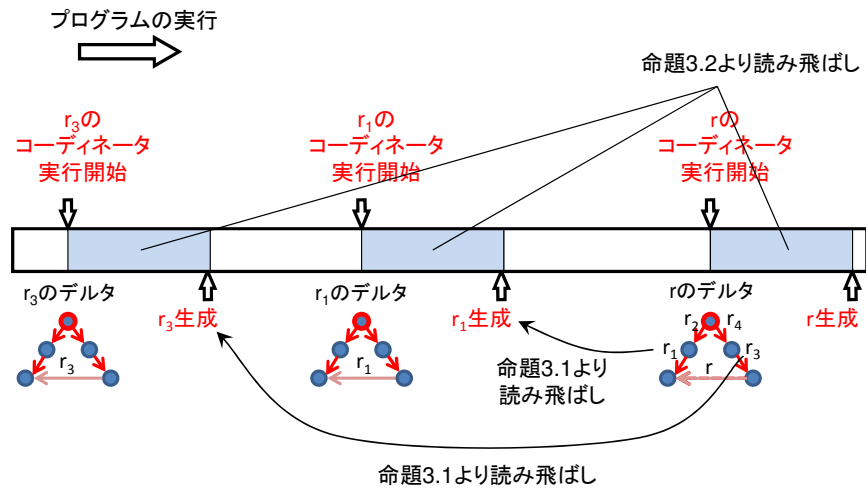 プログラムの実行
命題3.2より読み飛ばし
r3の
コーディネータ
実行開始
r1の
コーディネータ
実行開始
rの
コーディネータ
実行開始
r3のデルタ
r3生成
r1のデルタ
r1生成
rのデルタ
r生成
r3
r1
r2
r4
r1
r3
r
命題3.1より
読み飛ばし
命題3.1より読み飛ばし